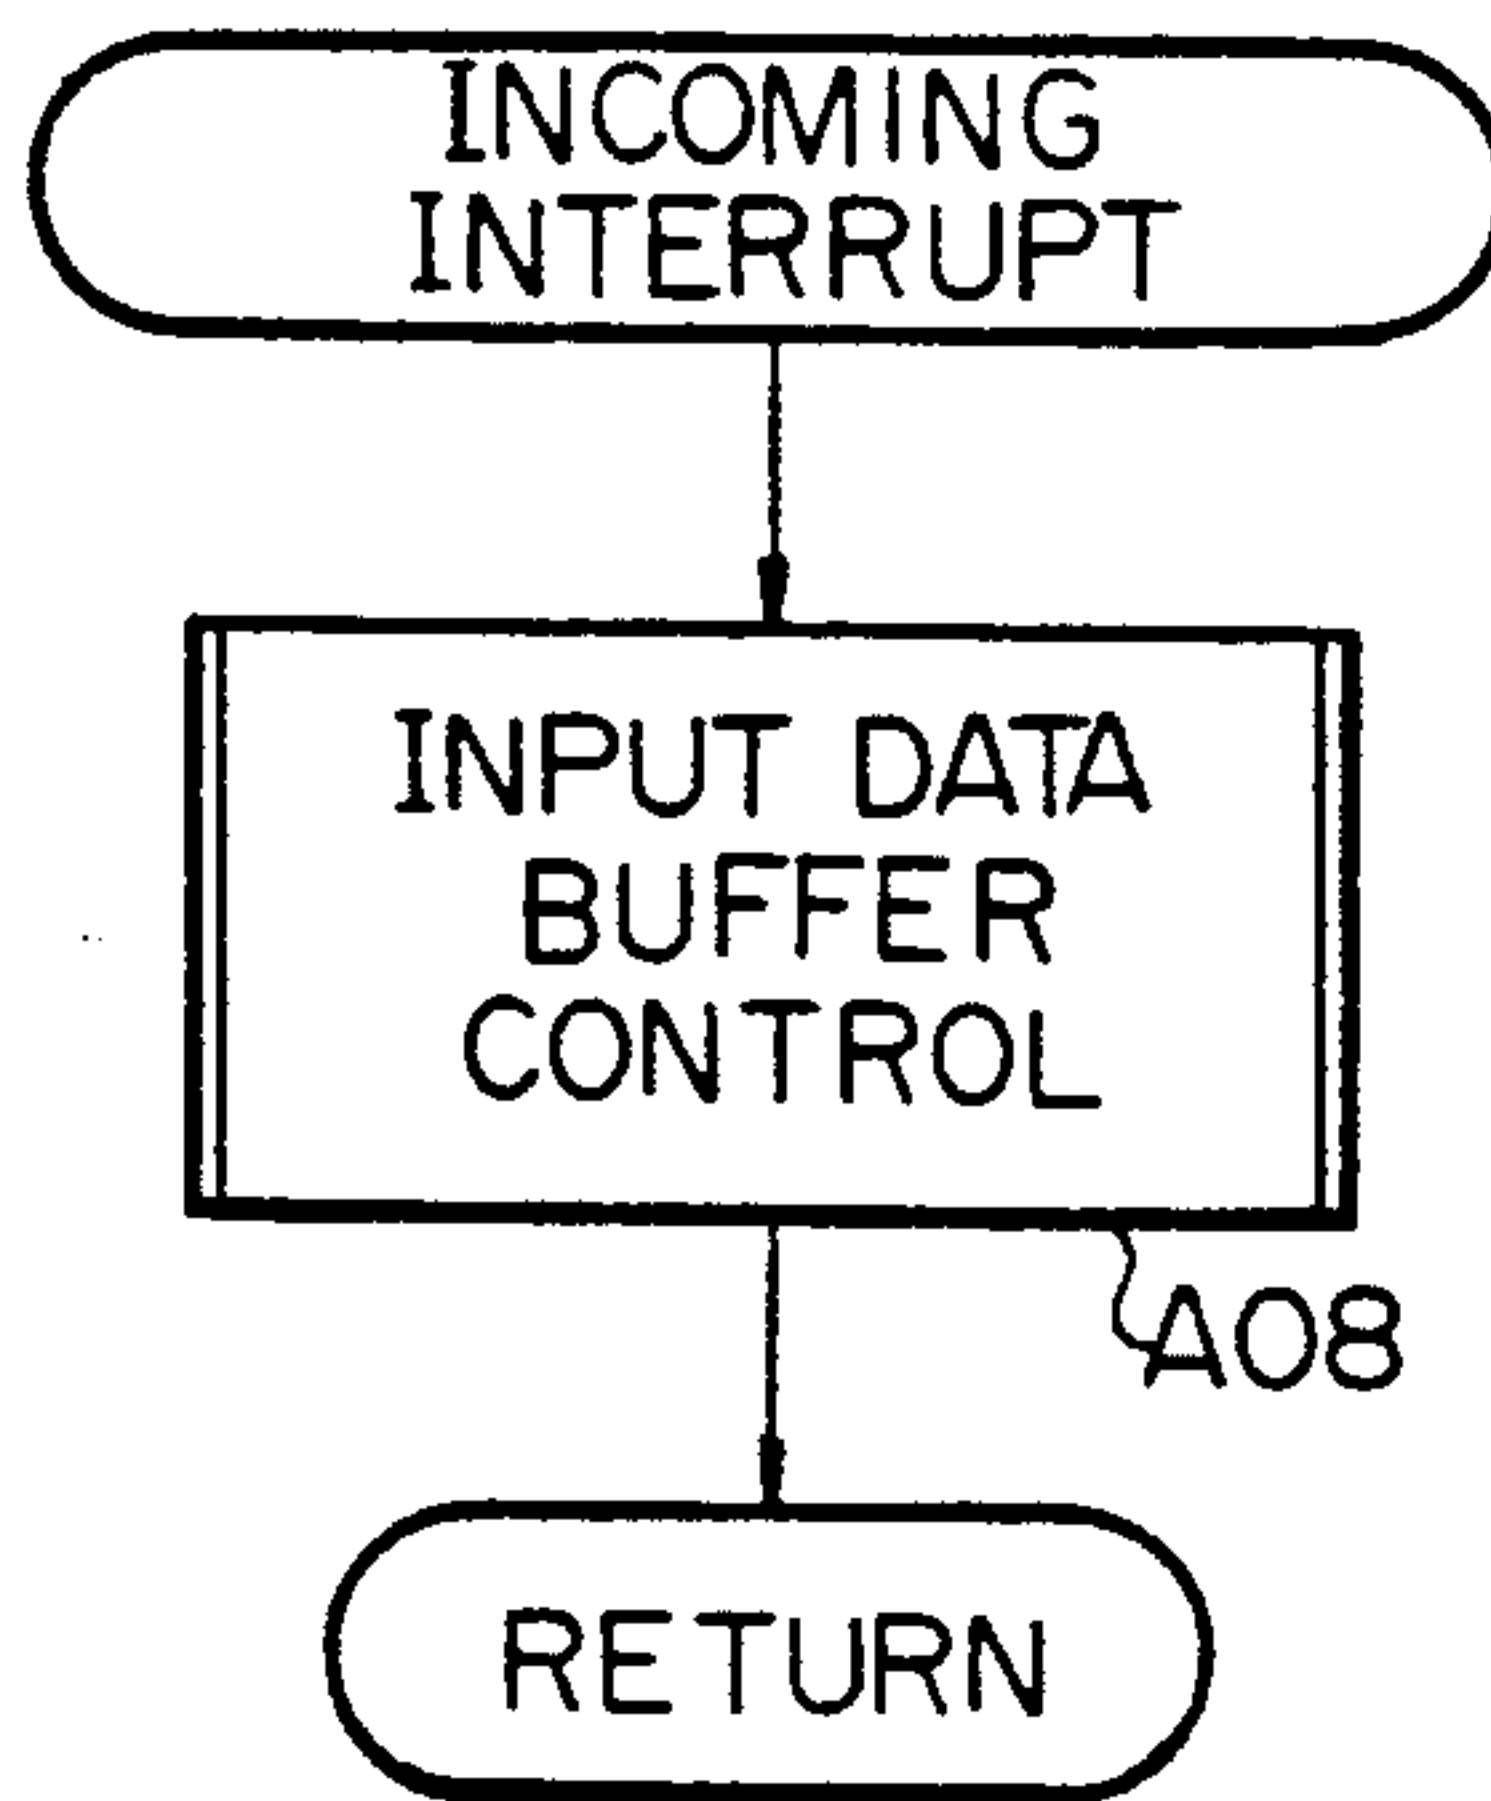 INCOMING
INTERRUPT
INPUT DATA
BUFFER
CONTROL
A08
RETURN